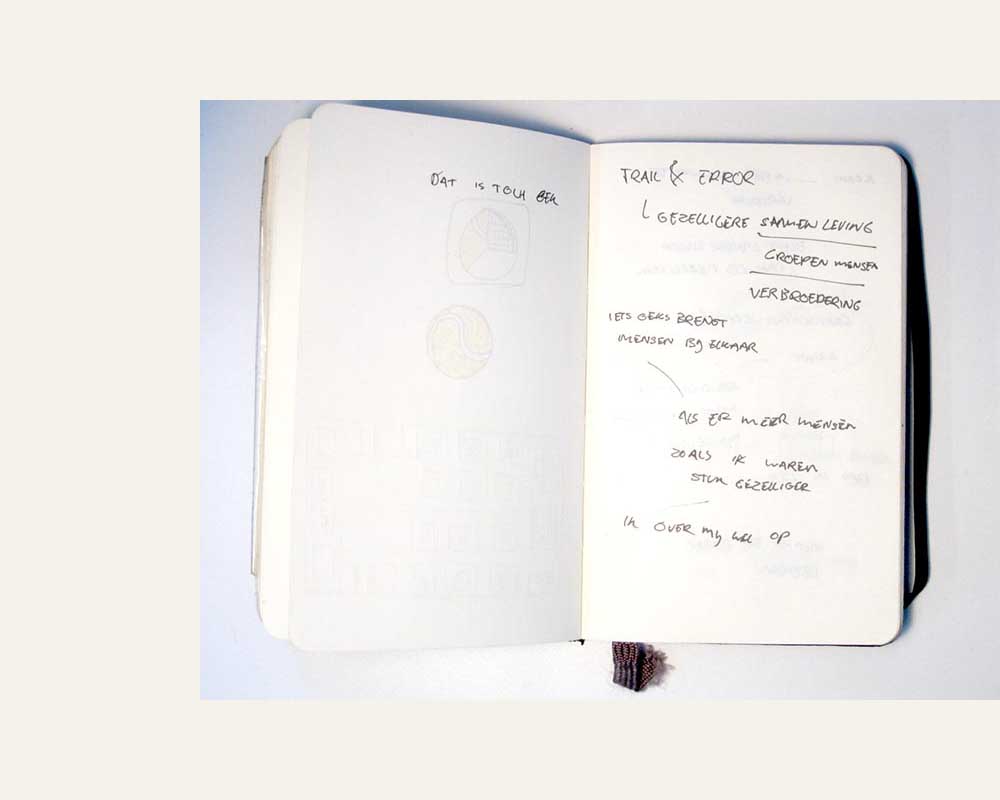 DAT IS TOCH GEK
TRAIL & ERROR
GEZELLIGERE SAMENLEVING
GROEPEN MENSEN
VERBROEDERING
IETS GEKS BRENGT
MENSEN BIJ ELKAAR
ALS ER MEER MENSEN
ZOALS IK WAREN
STUK GEZELLIGER
IK OVER MIJ OP